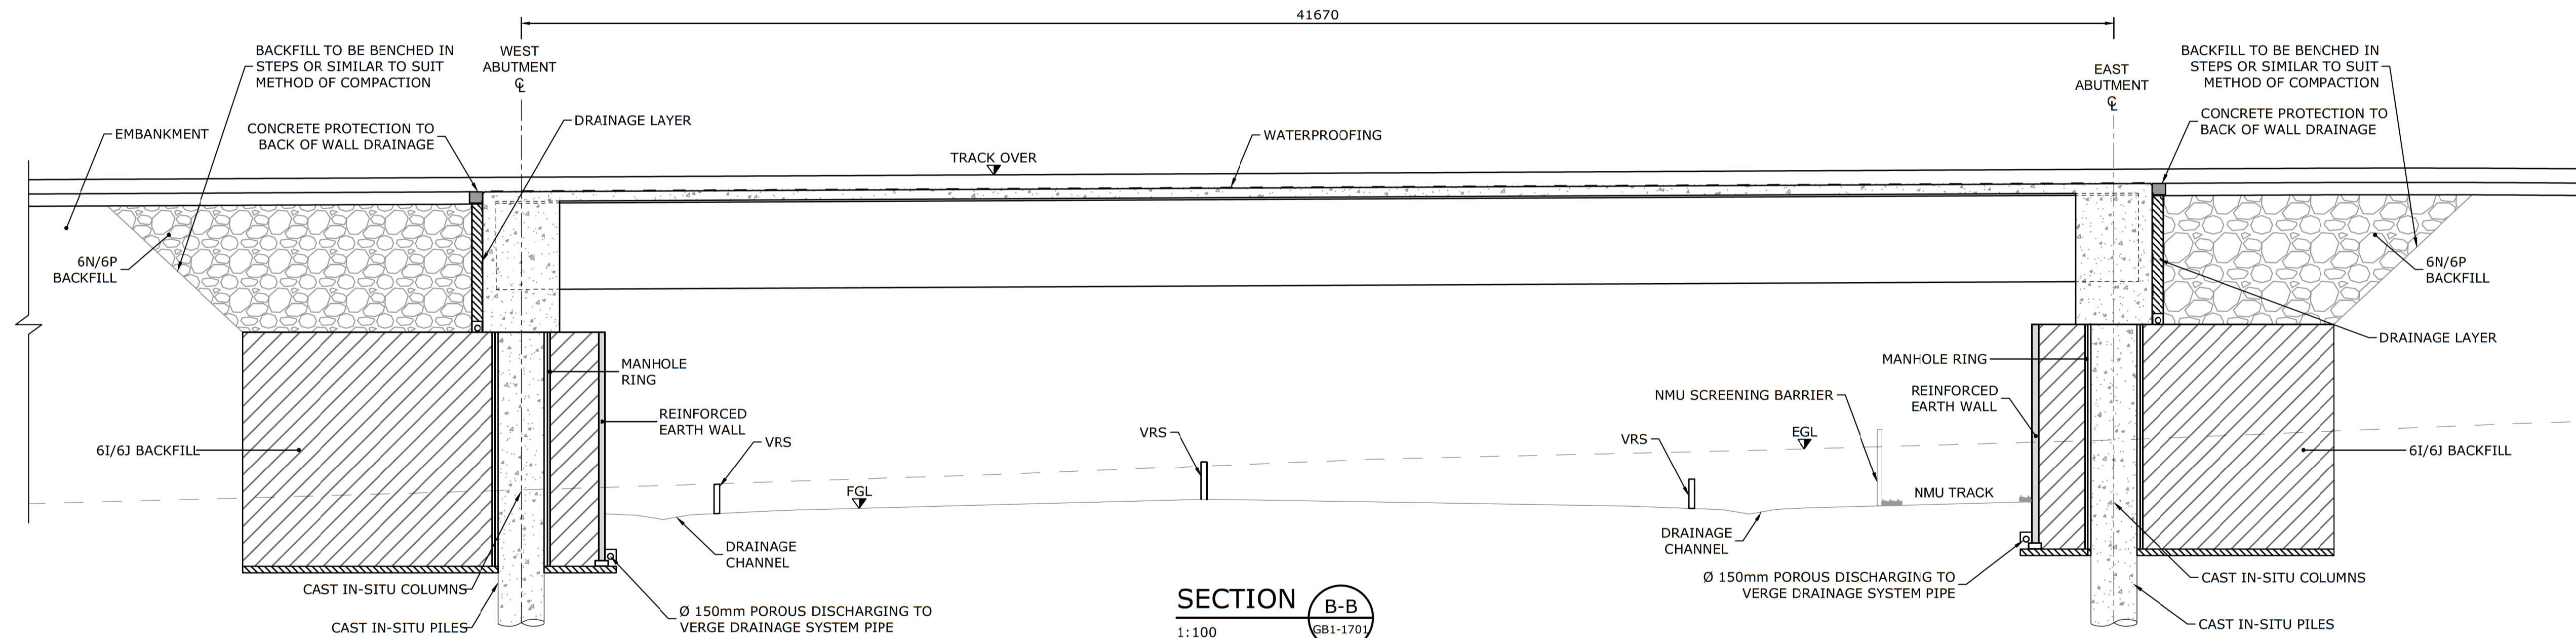 41670
BACKFILL TO BE BENCHED IN
STEPS OR SIMILAR TO SUIT
METHOD OF COMPACTION
WEST
ABUTMENT
℄
EAST
ABUTMENT
℄
BACKFILL TO BE BENCHED IN
STEPS OR SIMILAR TO SUIT
METHOD OF COMPACTION
EMBANKMENT
CONCRETE PROTECTION TO
BACK OF WALL DRAINAGE
DRAINAGE LAYER
TRACK OVER
WATERPROOFING
CONCRETE PROTECTION TO
BACK OF WALL DRAINAGE
6N/6P
BACKFILL
6N/6P
BACKFILL
MANHOLE
RING
MANHOLE RING
DRAINAGE LAYER
REINFORCED
EARTH WALL
NMU SCREENING BARRIER
REINFORCED
EARTH WALL
6I/6J BACKFILL
VRS
VRS
VRS
EGL
6I/6J BACKFILL
FGL
NMU TRACK
DRAINAGE
CHANNEL
DRAINAGE
CHANNEL
CAST IN-SITU COLUMNS
Ø 150mm POROUS DISCHARGING TO
VERGE DRAINAGE SYSTEM PIPE
CAST IN-SITU COLUMNS
CAST IN-SITU PILES
Ø 150mm POROUS DISCHARGING TO
VERGE DRAINAGE SYSTEM PIPE
SECTION
B-B
GB1-1701
1:100
CAST IN-SITU PILES